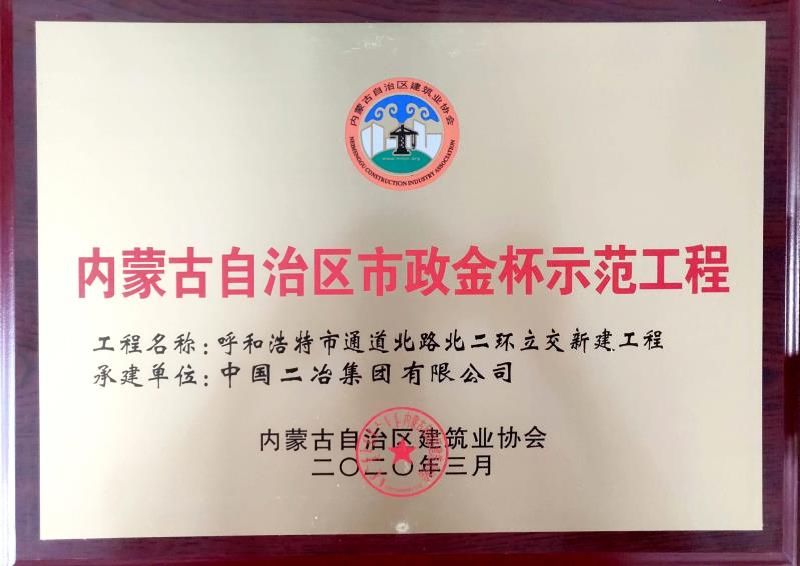 内蒙古自治区建筑业协会
NEIMENGGU CONSTRUCTION INDUSTRY ASSOCIATION
内蒙古自治区市政金杯示范工程
工程名称：呼和浩特市通道北路北二环立交新建工程
承建单位：中国二冶集团有限公司
内蒙古自治区建筑业协会
二〇二〇年三月